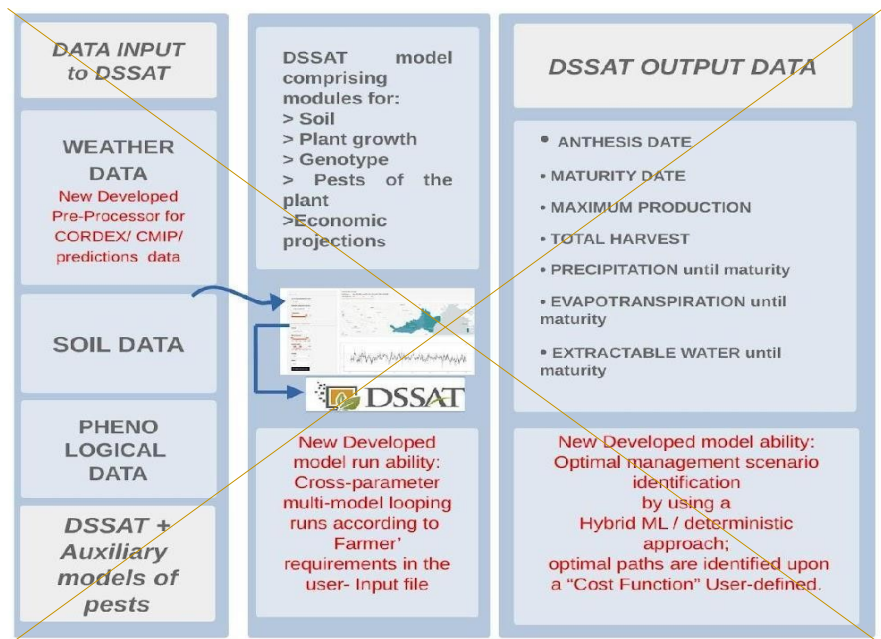 DATA INPUT
to DSSAT
WEATHER
DATA
New Developed
Pre-Processor for
CORDEX/ CMIP/
predictions data
SOIL DATA
PHENO
LOGICAL
DATA
DSSAT +
Auxiliary
models of
pests
DSSAT model
comprising
modules for:
> Soil
> Plant growth
> Genotype
> Pests of the
plant
>Economic
projections
DSSAT
New Developed
model run ability:
Cross-parameter
multi-model looping
runs according to
Farmer'
requirements in the
user- Input file
DSSAT OUTPUT DATA
• ANTHESIS DATE
• MATURITY DATE
• MAXIMUM PRODUCTION
• TOTAL HARVEST
• PRECIPITATION until maturity
• EVAPOTRANSPIRATION until
maturity
• EXTRACTABLE WATER until
maturity
New Developed model ability:
Optimal management scenario
identification
by using a
Hybrid ML / deterministic
approach;
optimal paths are identified upon
a “Cost Function” User-defined.